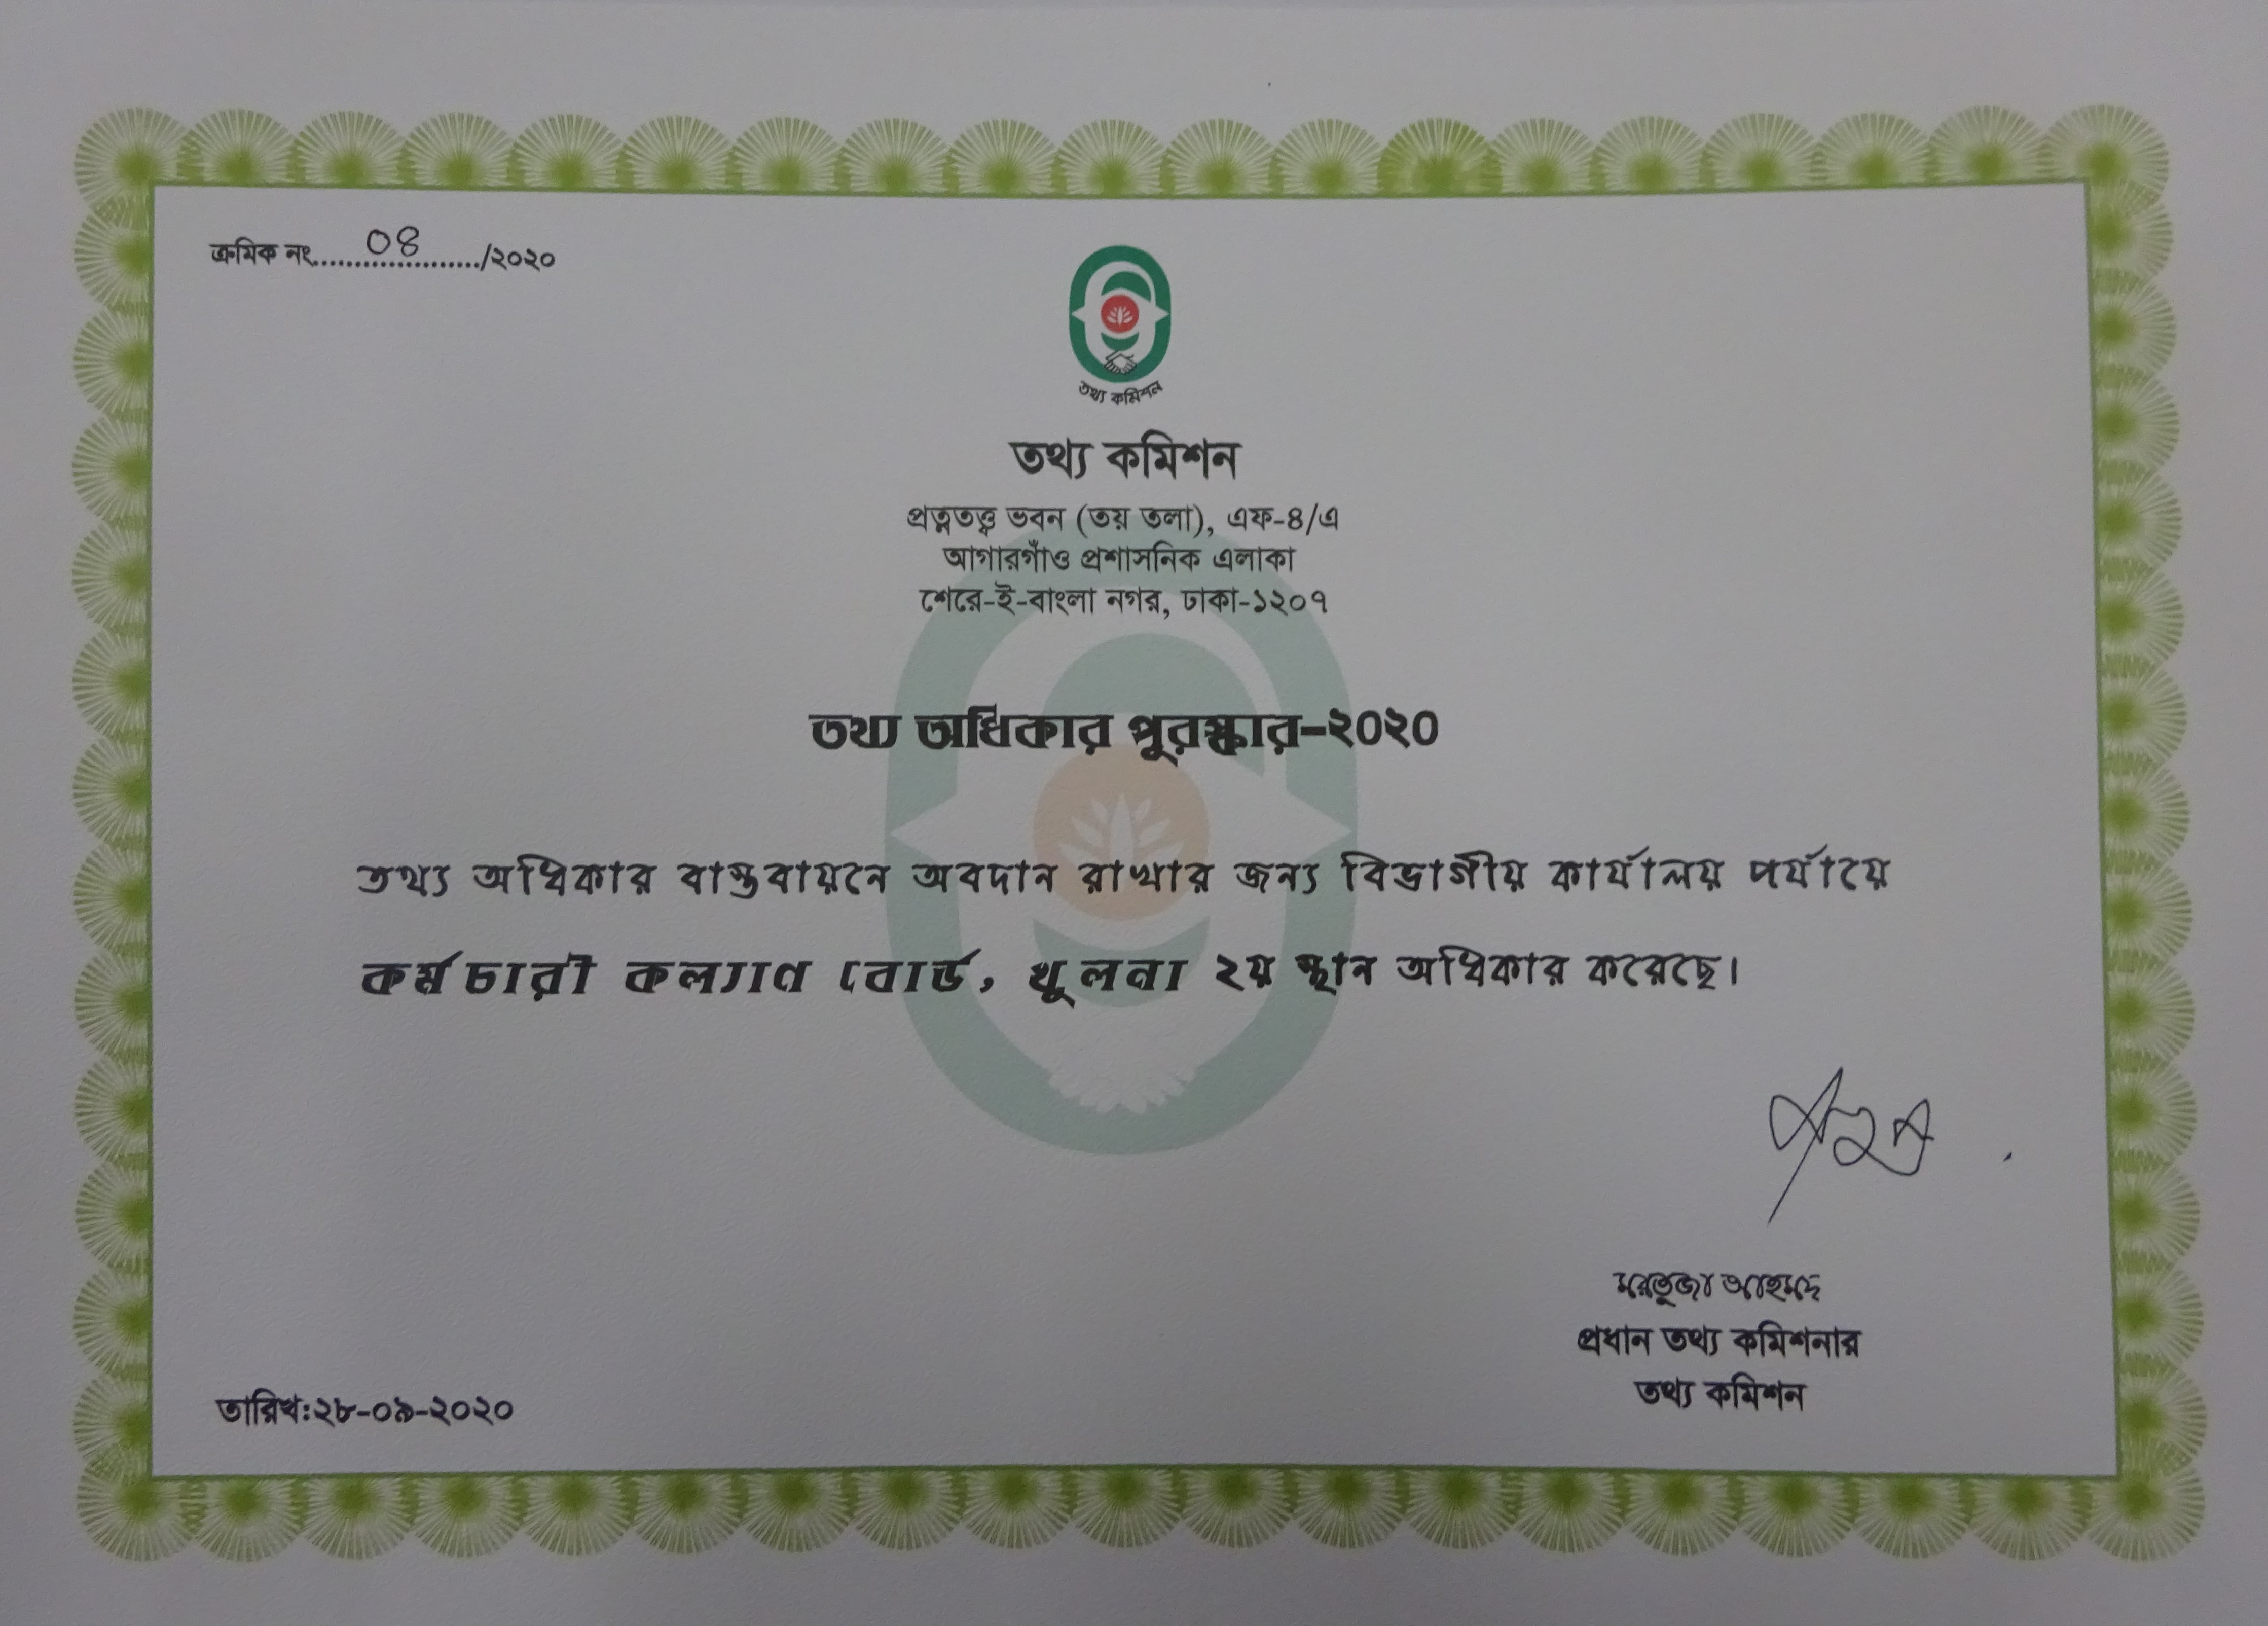 ক্রমিক নং....০৪..../২০২০
তথ্য কমিশন
তথ্য কমিশন
প্রত্নতত্ত্ব ভবন (৩য় তলা), এফ-৪/এ
আগারগাঁও প্রশাসনিক এলাকা
শেরে-ই-বাংলা নগর, ঢাকা-১২০৭
তথ্য অধিকার পুরস্কার-২০২০
তথ্য অধিকার বাস্তবায়নে অবদান রাখার জন্য বিভাগীয় কার্যালয় পর্যায়ে
কর্মচারী কল্যাণ বোর্ড, খুলনা ২য় স্থান অধিকার করেছে।
মরতুজা আহমদ
প্রধান তথ্য কমিশনার
তথ্য কমিশন
তারিখ:২৮-০৯-২০২০